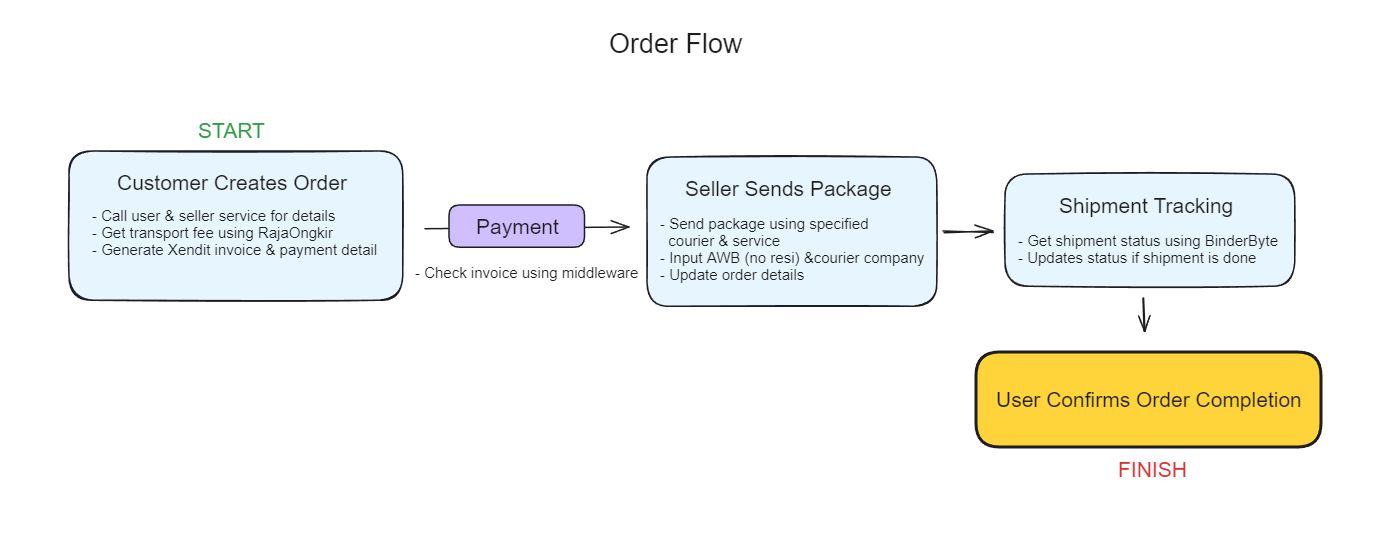 Order Flow
START
Customer Creates Order
- Call user & seller service for details
- Get transport fee using RajaOngkir
- Generate Xendit invoice & payment detail
Payment
- Check invoice using middleware
Seller Sends Package
- Send package using specified
courier & service
- Input AWB (no resi) &courier company
- Update order details
Shipment Tracking
- Get shipment status using BinderByte
- Updates status if shipment is done
User Confirms Order Completion
FINISH